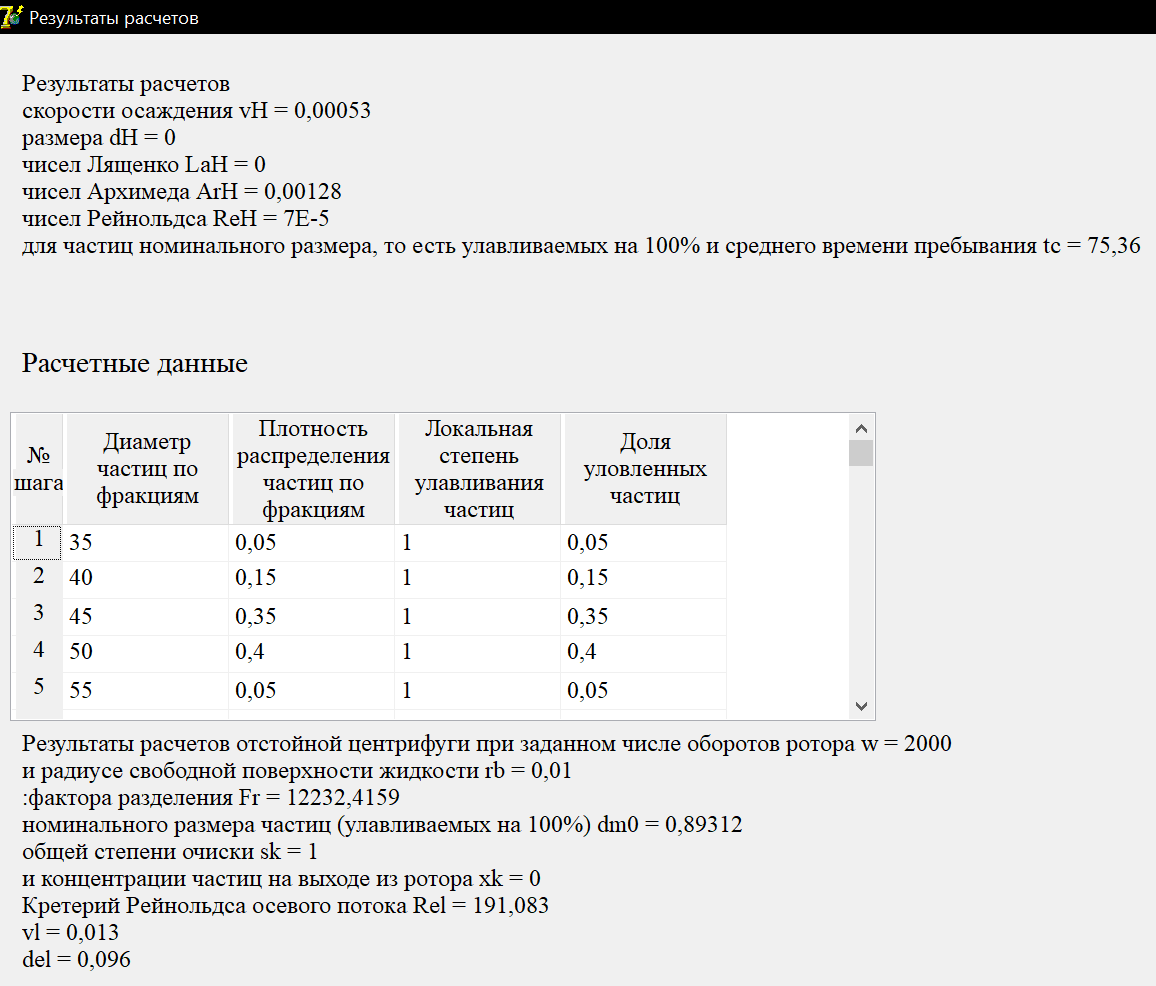 Результаты расчетов
Результаты расчетов
скорости осаждения vH = 0,00053
размера dH = 0
чисел Лященко LaH = 0
чисел Архимеда ArH = 0,00128
чисел Рейнольдса ReH = 7E-5
для частиц номинального размера, то есть улавливаемых на 100% и среднего времени пребывания tc = 75,36
Расчетные данные
№ шага Диаметр частиц по фракциям Плотность распределения частиц по фракциям Локальная степень улавливания частиц Доля уловленных частиц
1 35 0,05 1 0,05
2 40 0,15 1 0,15
3 45 0,35 1 0,35
4 50 0,4 1 0,4
5 55 0,05 1 0,05
Результаты расчетов отстойной центрифуги при заданном числе оборотов ротора w = 2000
и радиусе свободной поверхности жидкости rb = 0,01
:фактора разделения Fr = 12232,4159
номинального размера частиц (улавливаемых на 100%) dm0 = 0,89312
общей степени очиски sk = 1
и концентрации частиц на выходе из ротора xk = 0
Кретерий Рейнольдса осевого потока Rel = 191,083
vl = 0,013
del = 0,096